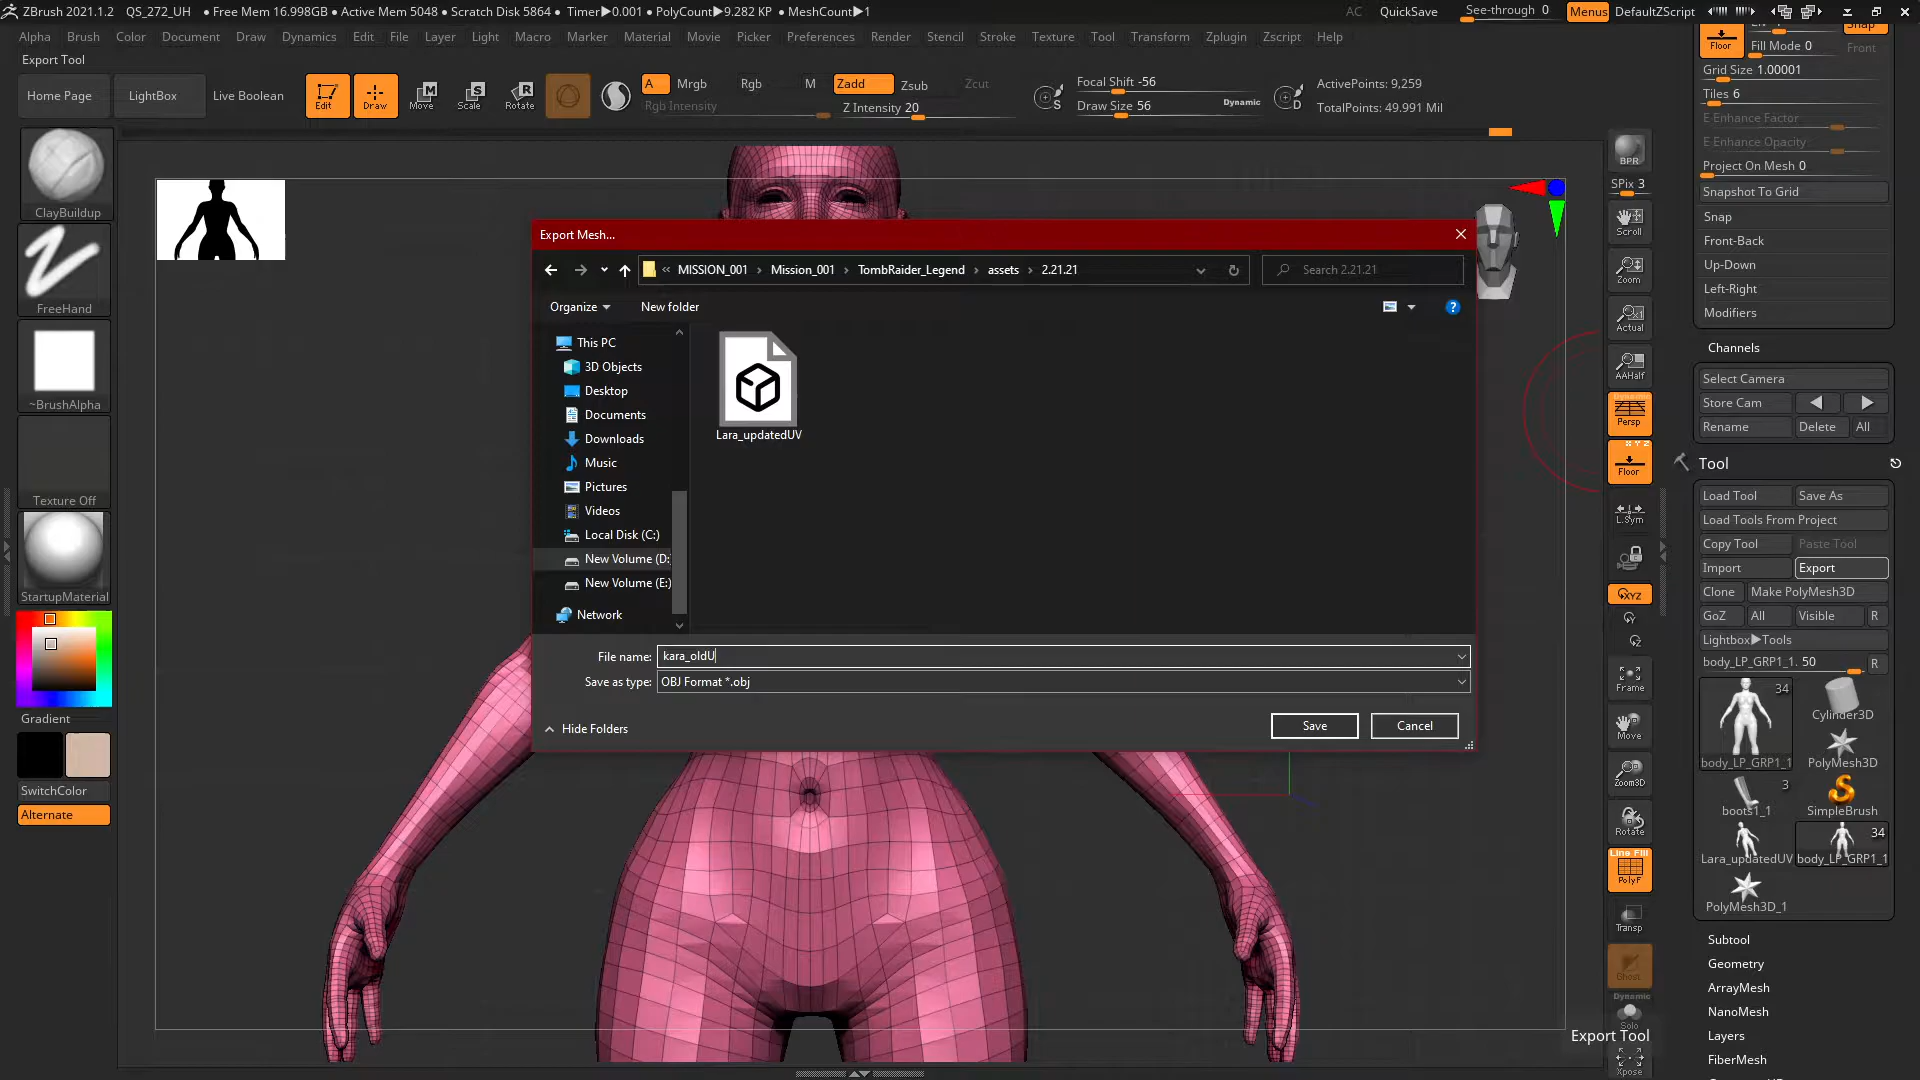 ZBrush 2021.1.2 QS_272_UH • Free Mem 16.998GB • Active Mem 5048 • Scratch Disk 5864 • Timer▶0.001 • PolyCount▶9.282 KP • MeshCount▶1 AC QuickSave See-through 0 Menus DefaultZScript
Alpha Brush Color Document Draw Dynamics Edit File Layer Light Macro Marker Material Movie Picker Preferences Render Stencil Stroke Texture Tool Transform Zplugin Zscript Help
Export Tool
Home Page LightBox Live Boolean Edit Draw Move Scale Rotate A Mrgb Rgb M Zadd Zsub Zcut
Rgb Intensity Z Intensity 20
S Focal Shift -56
Draw Size 56 Dynamic D
ActivePoints: 9,259
TotalPoints: 49.991 Mil
ClayBuildup
FreeHand
~BrushAlpha
Texture Off
StartupMaterial
Gradient
SwitchColor
Alternate
Export Mesh...
« MISSION_001 › Mission_001 › TombRaider_Legend › assets › 2.21.21
Search 2.21.21
Organize New folder
This PC
3D Objects
Desktop
Documents
Downloads
Music
Pictures
Videos
Local Disk (C:)
New Volume (D:
New Volume (E:)
Network
Lara_updatedUV
File name: kara_oldU
Save as type: OBJ Format *.obj
Hide Folders
Save Cancel
BPR
SPix 3
Scroll
Zoom
Actual
AAHalf
Dynamic
Persp
X Y Z
Floor
L.Sym
XYZ
Frame
Move
Zoom3D
Rotate
Line Fill
PolyF
Transp
Ghost
Dynamic
Solo
Xpose
Export Tool
Floor
Snap
Fill Mode 0 Front
Grid Size 1.00001
Tiles 6
E Enhance Factor
E Enhance Opacity
Project On Mesh 0
Snapshot To Grid
Snap
Front-Back
Up-Down
Left-Right
Modifiers
Channels
Select Camera
Store Cam
Rename Delete All
Tool
Load Tool Save As
Load Tools From Project
Copy Tool Paste Tool
Import Export
Clone Make PolyMesh3D
GoZ All Visible R
Lightbox▶Tools
body_LP_GRP1_1. 50 R
34
body_LP_GRP1_1
Cylinder3D
PolyMesh3D
3
boots1_1
SimpleBrush
Lara_updatedUV
34
body_LP_GRP1_1
PolyMesh3D_1
Subtool
Geometry
ArrayMesh
NanoMesh
Layers
FiberMesh